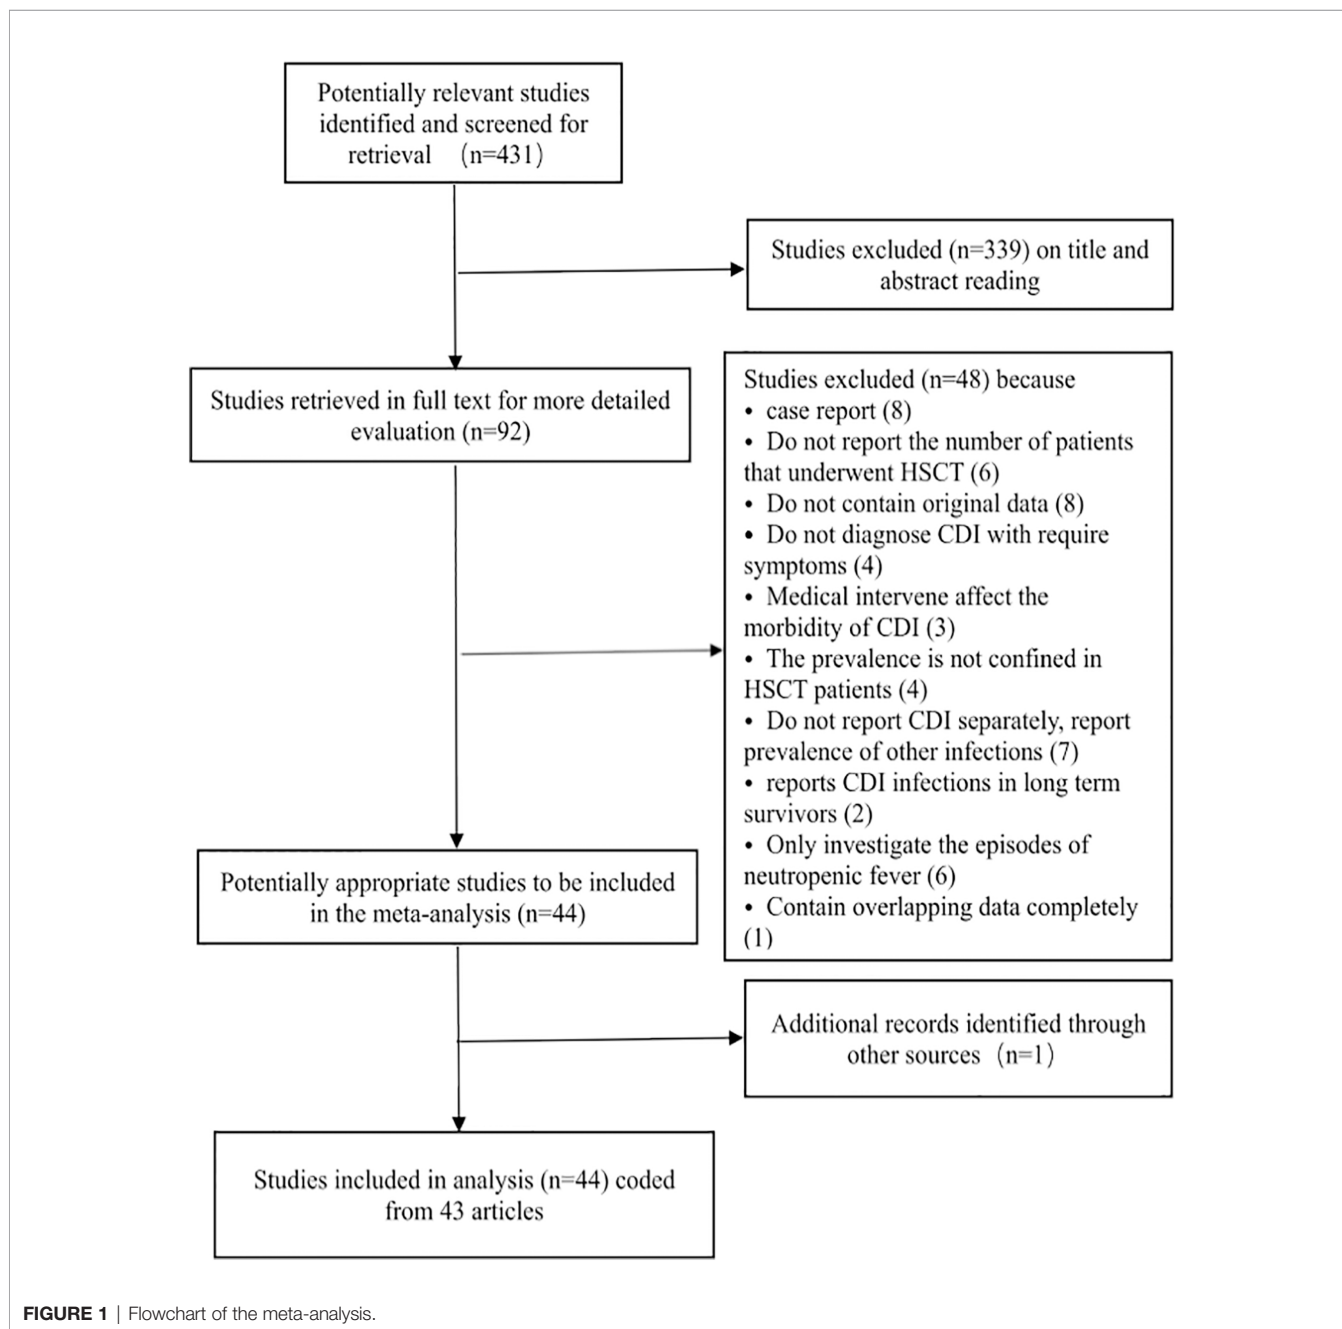 Potentially relevant studies
identified and screened for
retrieval (n=431)
Studies excluded (n=339) on title and
abstract reading
Studies retrieved in full text for more detailed
evaluation (n=92)
Studies excluded (n=48) because
• case report (8)
• Do not report the number of patients
that underwent HSCT (6)
• Do not contain original data (8)
• Do not diagnose CDI with require
symptoms (4)
• Medical intervene affect the
morbidity of CDI (3)
• The prevalence is not confined in
HSCT patients (4)
• Do not report CDI separately, report
prevalence of other infections (7)
• reports CDI infections in long term
survivors (2)
• Only investigate the episodes of
neutropenic fever (6)
• Contain overlapping data completely
(1)
Potentially appropriate studies to be included
in the meta-analysis (n=44)
Additional records identified through
other sources (n=1)
Studies included in analysis (n=44) coded
from 43 articles
FIGURE 1 | Flowchart of the meta-analysis.